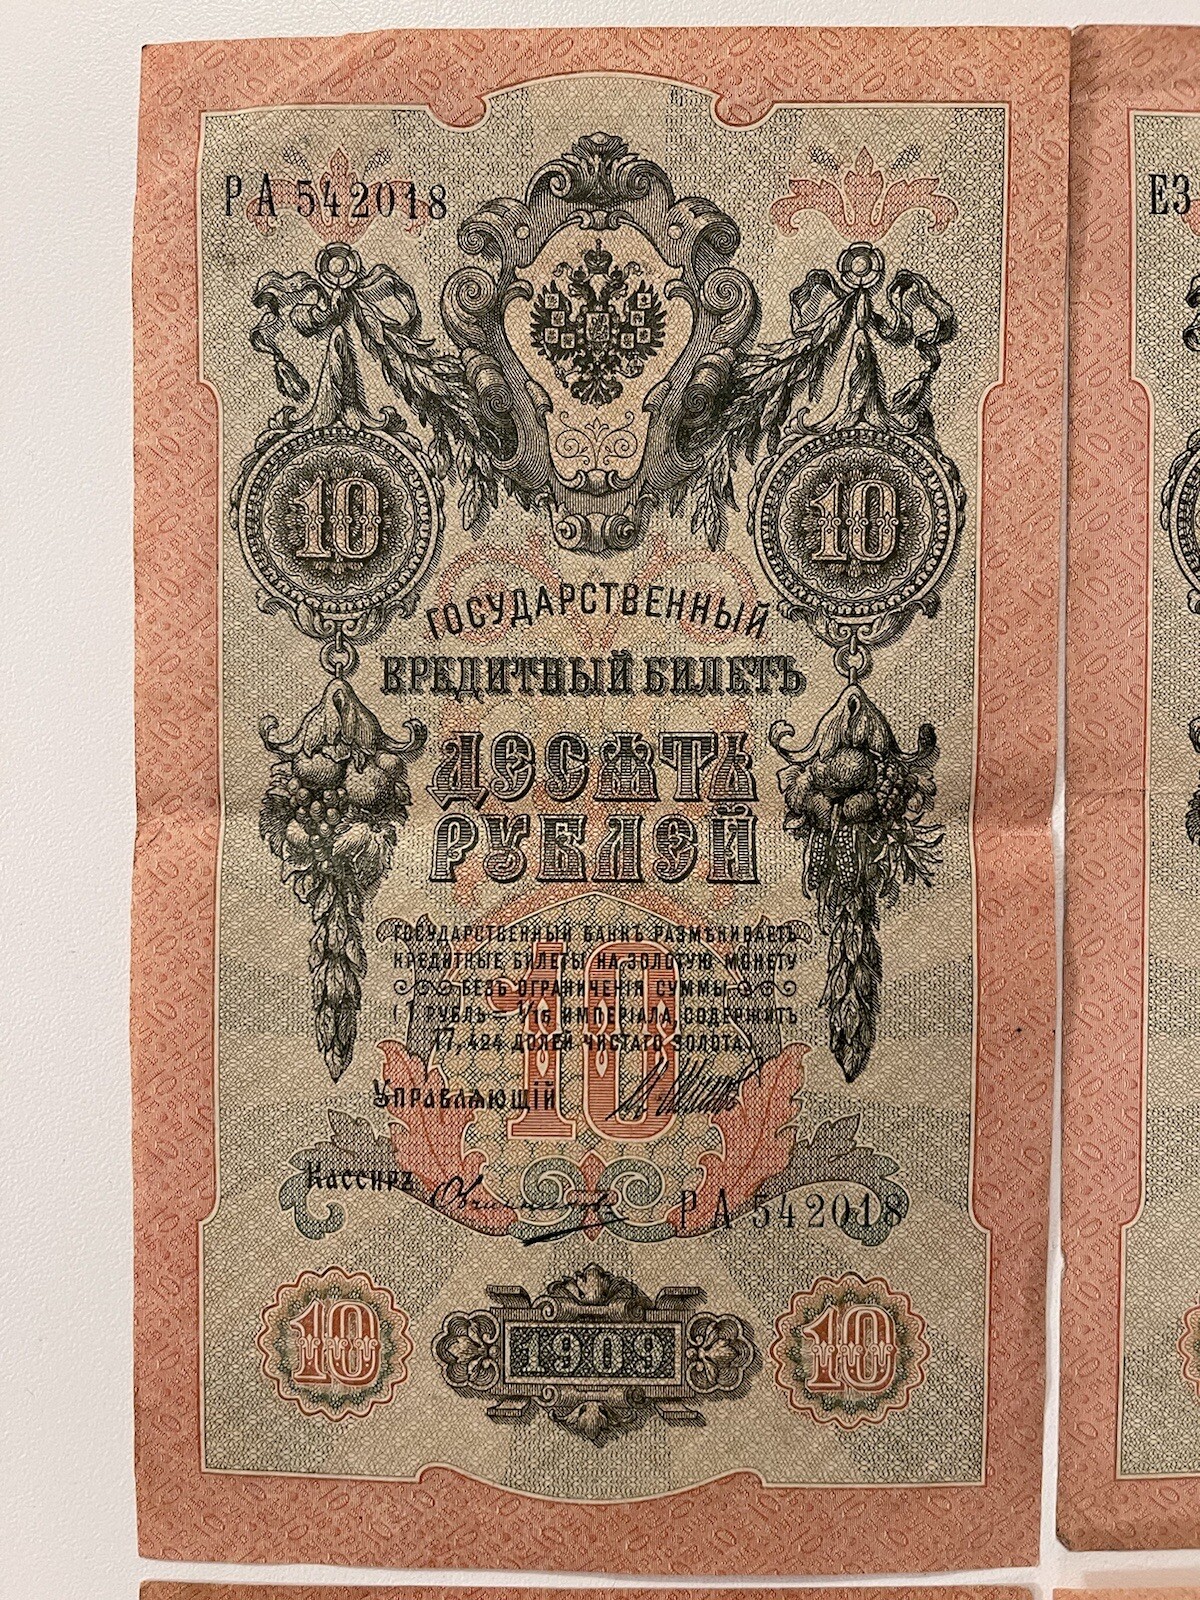 РА 542018
ЕЗ
10 10
ГОСУДАРСТВЕННЫЙ
КРЕДИТНЫЙ БИЛЕТЪ
ДЕСЯТЬ
РУБЛЕЙ
10
ГОСУДАРСТВЕННЫЙ БАНКЪ РАЗМѢНИВАЕТЪ
КРЕДИТНЫЕ БИЛЕТЫ НА ЗОЛОТУЮ МОНЕТУ
БЕЗЪ ОГРАНИЧЕНІЯ СУММЫ
(1 РУБЛЬ = 1/15 ИМПЕРІАЛА, СОДЕРЖИТЪ
17,424 ДОЛЕЙ ЧИСТАГО ЗОЛОТА).
УПРАВЛЯЮЩІЙ
КАССИРЪ
РА 542018
10 1909 10